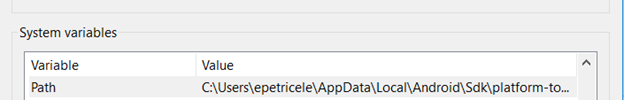 System variables
Variable Value
Path C:\Users\epetricele\AppData\Local\Android\Sdk\platform-to...